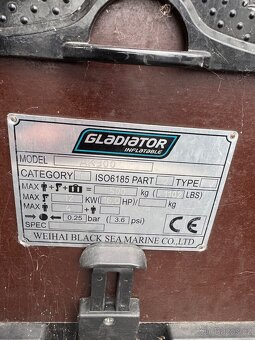 GLADIATOR
INFLATABLE
MODEL
CATEGORY ISO6185 PART TYPE
MAX + + = kg ( LBS)
MAX KW( HP)/ kg
MAX = +
= 0.25 bar ( 3.6 psi)
SPEC
WEIHAI BLACK SEA MARINE CO.,LTD
CE